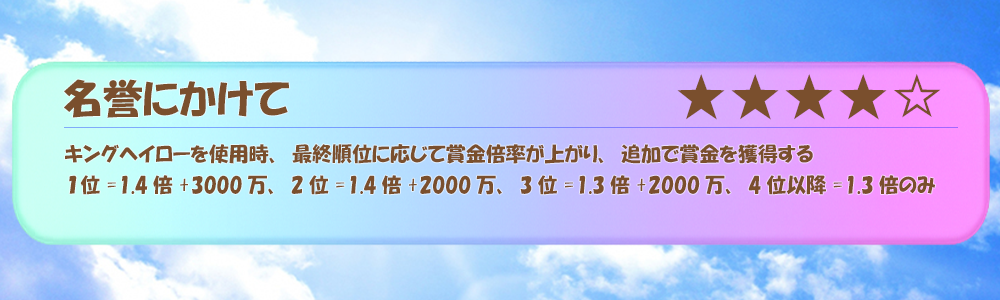 名誉にかけて ★★★★☆
キングヘイローを使用時、最終順位に応じて賞金倍率が上がり、追加で賞金を獲得する
1位=1.4倍+3000万、2位=1.4倍+2000万、3位=1.3倍+2000万、4位以降=1.3倍のみ